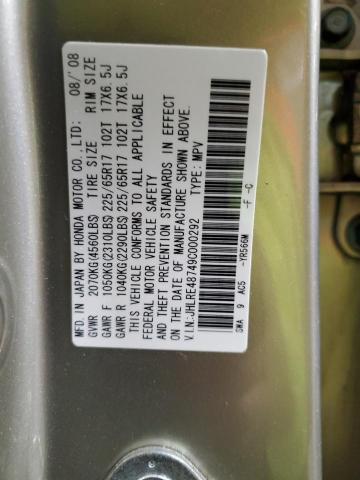 MFD. IN JAPAN BY HONDA MOTOR CO.,LTD: 08/'08
GVWR 2070KG(4560LBS) TIRE SIZE RIM SIZE
GAWR F 1050KG(2310LBS) 225/65R17 102T 17X6.5J
GAWR R 1040KG(2290LBS) 225/65R17 102T 17X6.5J
THIS VEHICLE CONFORMS TO ALL APPLICABLE
FEDERAL MOTOR VEHICLE SAFETY
AND THEFT PREVENTION STANDARDS IN EFFECT
ON THE DATE OF MANUFACTURE SHOWN ABOVE.
V.I.N.:JHLRE48749C000292 TYPE: MPV
GWA 9 AC5 -YR566M -F -C